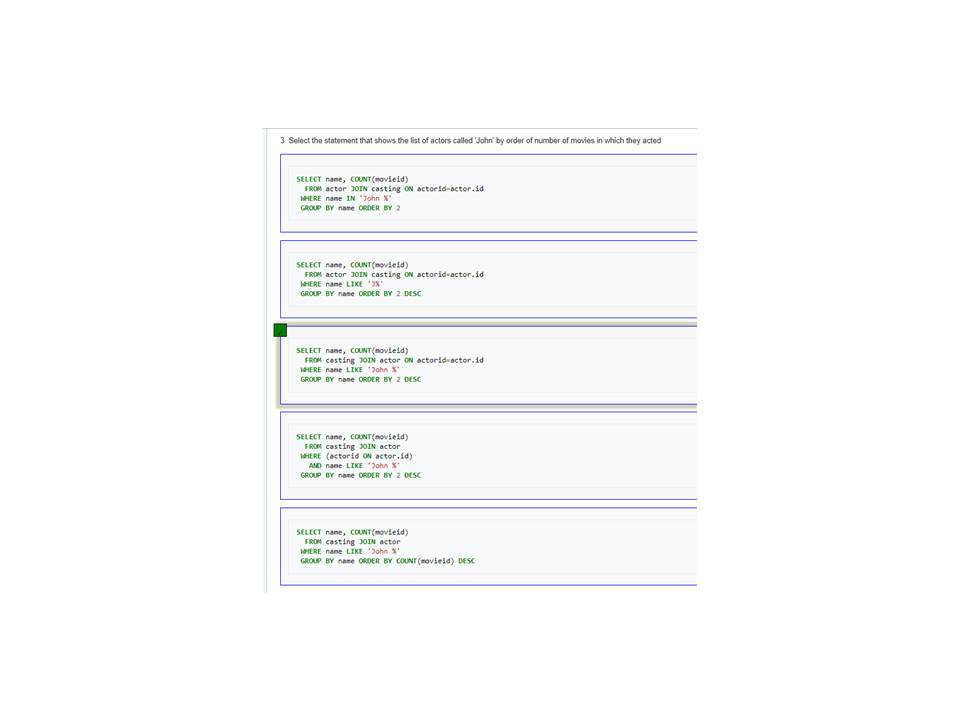 3. Select the statement that shows the list of actors called 'John' by order of number of movies in which they acted
SELECT name, COUNT(movieid)
FROM actor JOIN casting ON actorid=actor.id
WHERE name IN 'John %'
GROUP BY name ORDER BY 2
SELECT name, COUNT(movieid)
FROM actor JOIN casting ON actorid=actor.id
WHERE name LIKE 'J%'
GROUP BY name ORDER BY 2 DESC
SELECT name, COUNT(movieid)
FROM casting JOIN actor ON actorid=actor.id
WHERE name LIKE 'John %'
GROUP BY name ORDER BY 2 DESC
SELECT name, COUNT(movieid)
FROM casting JOIN actor
WHERE (actorid ON actor.id)
AND name LIKE 'John %'
GROUP BY name ORDER BY 2 DESC
SELECT name, COUNT(movieid)
FROM casting JOIN actor
WHERE name LIKE 'John %'
GROUP BY name ORDER BY COUNT(movieid) DESC